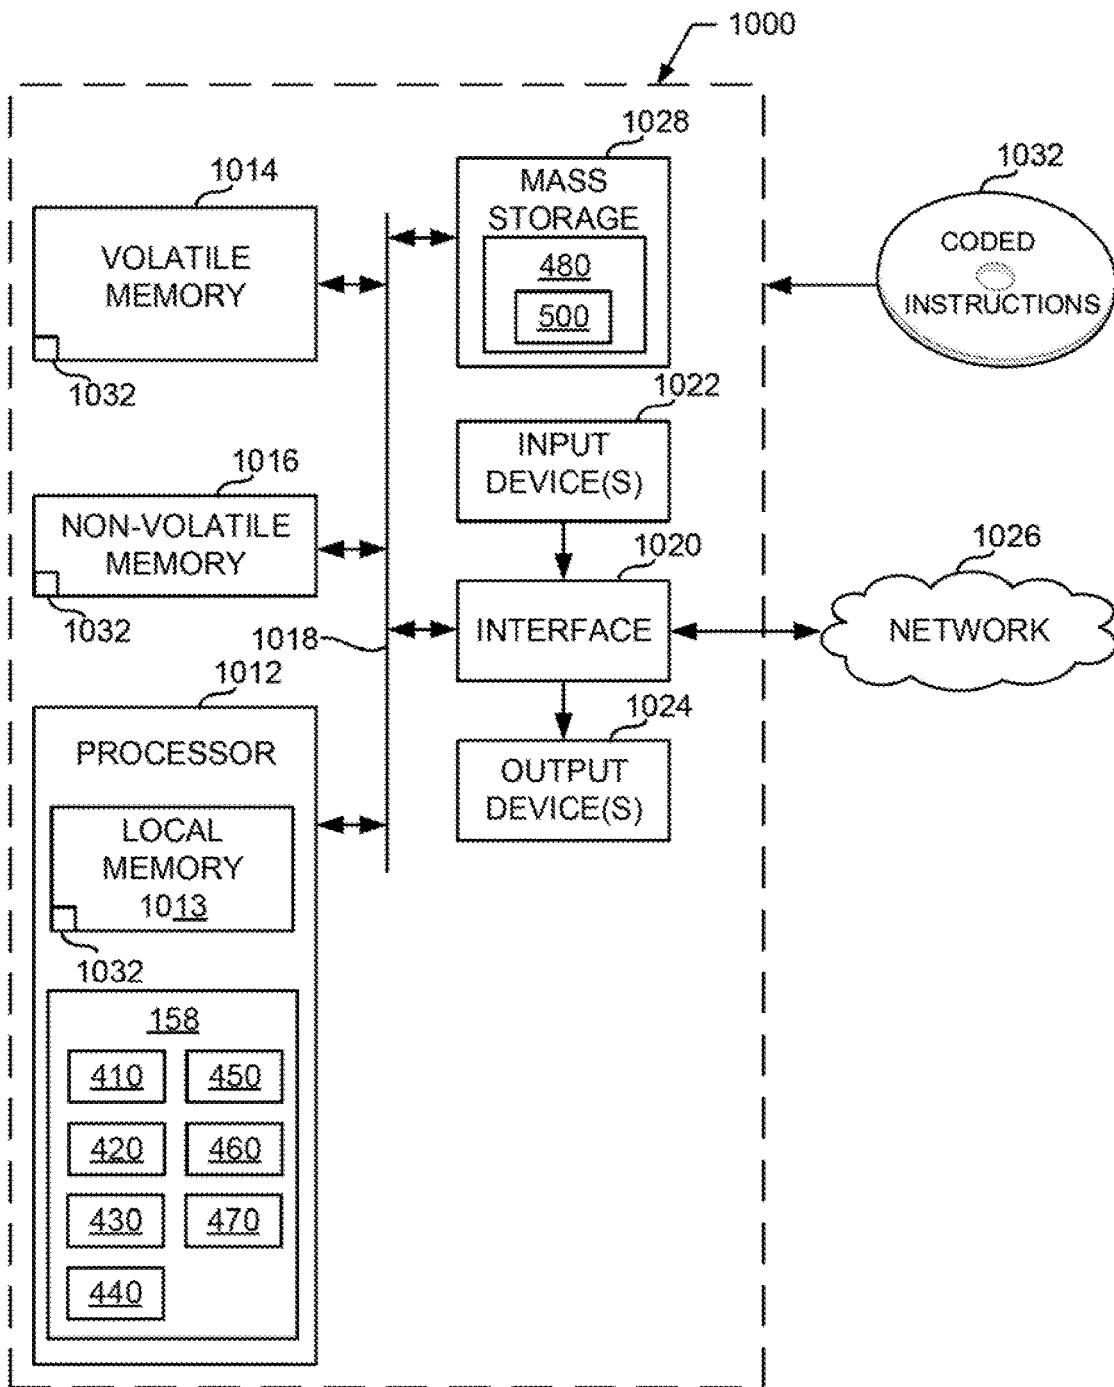 1000
1028
1032
1014
MASS
STORAGE
VOLATILE
MEMORY
480
500
CODED
INSTRUCTIONS
1032
1022
INPUT
DEVICE(S)
1016
NON-VOLATILE
MEMORY
1020
1026
1032
1018
INTERFACE
NETWORK
1012
1024
PROCESSOR
OUTPUT
DEVICE(S)
LOCAL
MEMORY
1013
1032
158
410
450
420
460
430
470
440